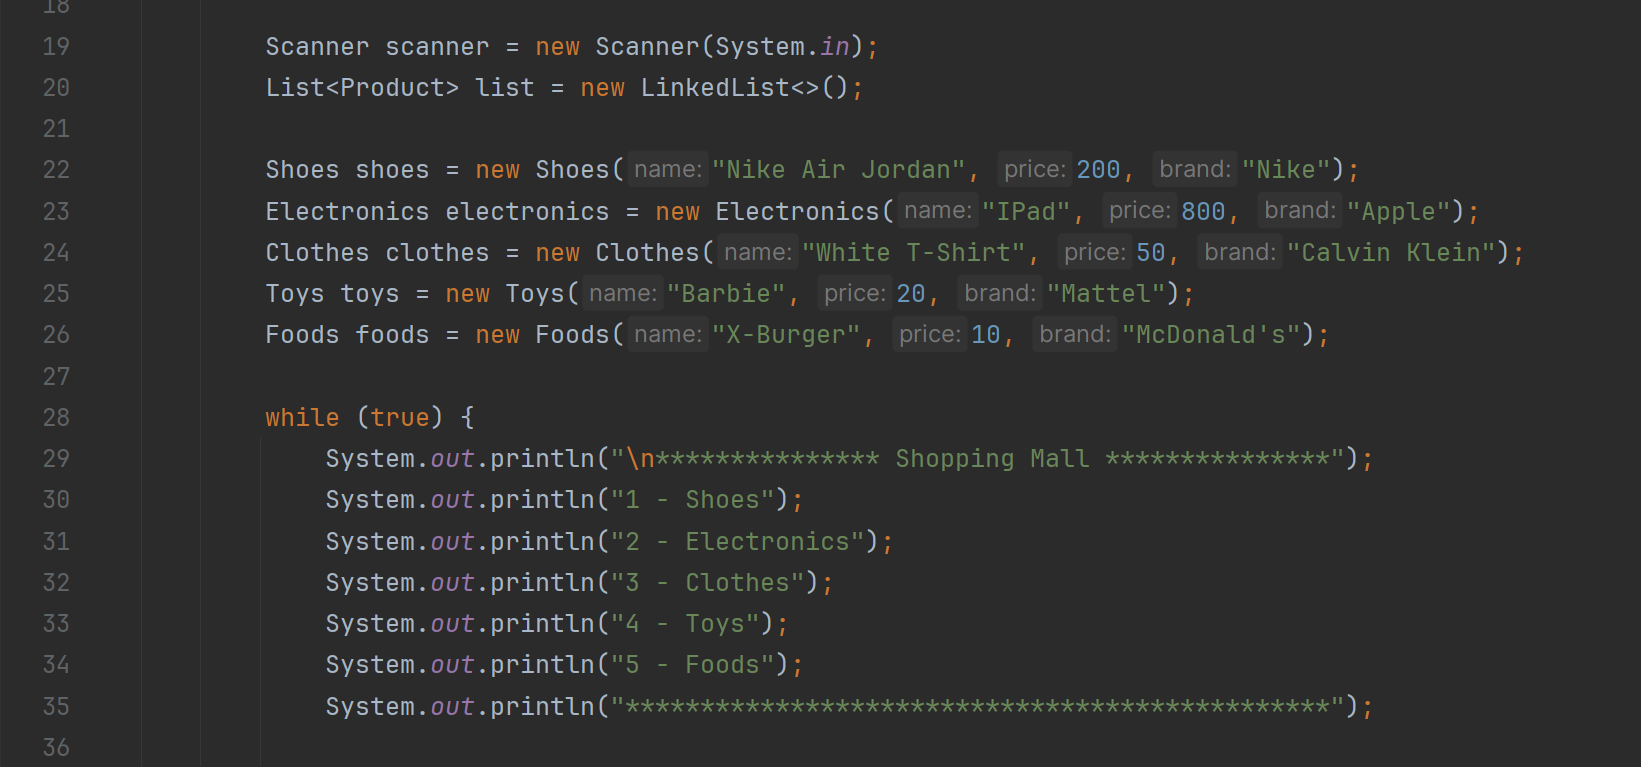 18
19 Scanner scanner = new Scanner(System.in);
20 List<Product> list = new LinkedList<>();
21
22 Shoes shoes = new Shoes( name: "Nike Air Jordan", price: 200, brand: "Nike");
23 Electronics electronics = new Electronics( name: "IPad", price: 800, brand: "Apple");
24 Clothes clothes = new Clothes( name: "White T-Shirt", price: 50, brand: "Calvin Klein");
25 Toys toys = new Toys( name: "Barbie", price: 20, brand: "Mattel");
26 Foods foods = new Foods( name: "X-Burger", price: 10, brand: "McDonald's");
27
28 while (true) {
29 System.out.println("\n*************** Shopping Mall ***************");
30 System.out.println("1 - Shoes");
31 System.out.println("2 - Electronics");
32 System.out.println("3 - Clothes");
33 System.out.println("4 - Toys");
34 System.out.println("5 - Foods");
35 System.out.println("***********************************************");
36